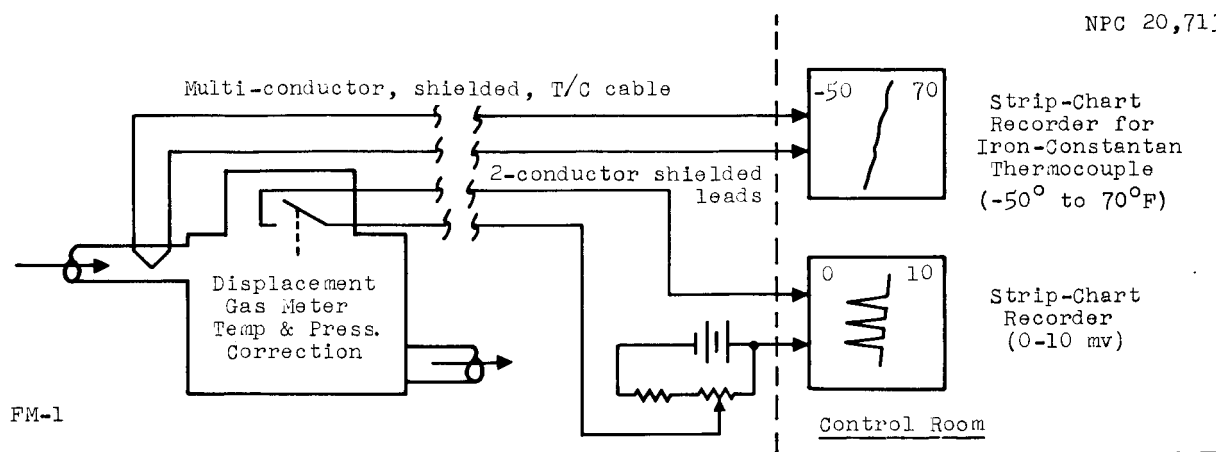 NPC 20,71
Multi-conductor, shielded, T/C cable
-50 70
Strip-Chart
Recorder for
Iron-Constantan
Thermocouple
(-50° to 70°F)
2-conductor shielded
leads
Displacement
Gas Meter
Temp & Press.
Correction
0 10
Strip-Chart
Recorder
(0-10 mv)
FM-1
Control Room